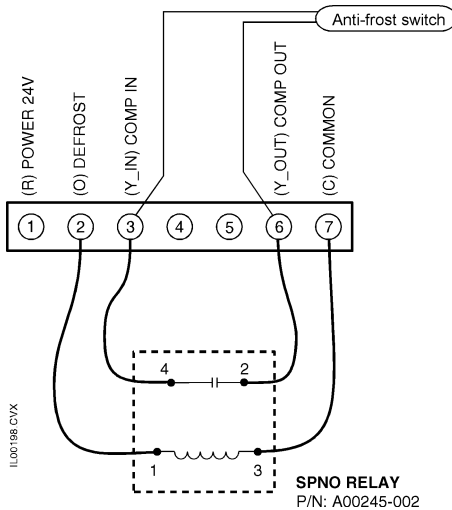 Anti-frost switch
(R) POWER 24V
(O) DEFROST
(Y_IN) COMP IN
(Y_OUT) COMP OUT
(C) COMMON
1
2
3
4
5
6
7
4
2
1
3
IL00198 CVX
SPNO RELAY
P/N: A00245-002